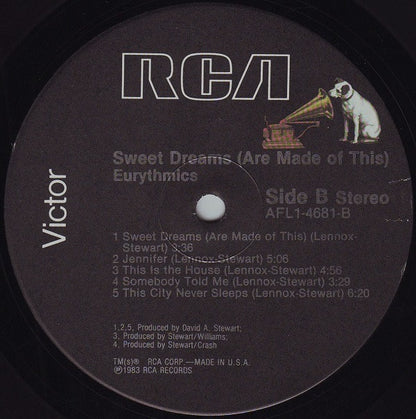 RCA
Victor
Sweet Dreams (Are Made of This)
Eurythmics
Side B Stereo
AFL1-4681-B
1 Sweet Dreams (Are Made of This) (Lennox-
Stewart) 3:36
2 Jennifer (Lennox-Stewart) 5:06
3 This Is the House (Lennox-Stewart) 4:56
4 Somebody Told Me (Lennox-Stewart) 3:29
5 This City Never Sleeps (Lennox-Stewart) 6:20
1,2,5, Produced by David A. Stewart;
3, Produced by Stewart/Williams;
4, Produced by Stewart/Crash
TM(s)® RCA CORP.—MADE IN U.S.A.
℗1983 RCA RECORDS